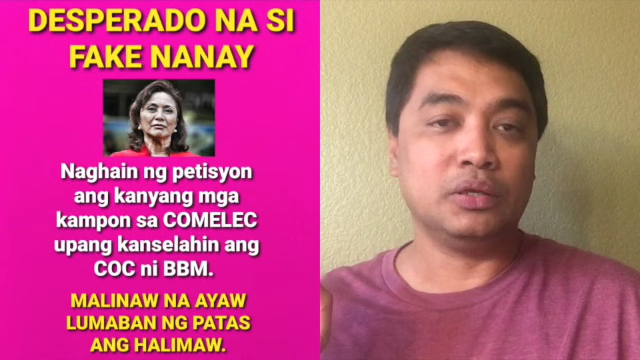 DESPERADO NA SI
FAKE NANAY
Naghain ng petisyon
ang kanyang mga
kampon sa COMELEC
upang kanselahin ang
COC ni BBM.
MALINAW NA AYAW
LUMABAN NG PATAS
ANG HALIMAW.